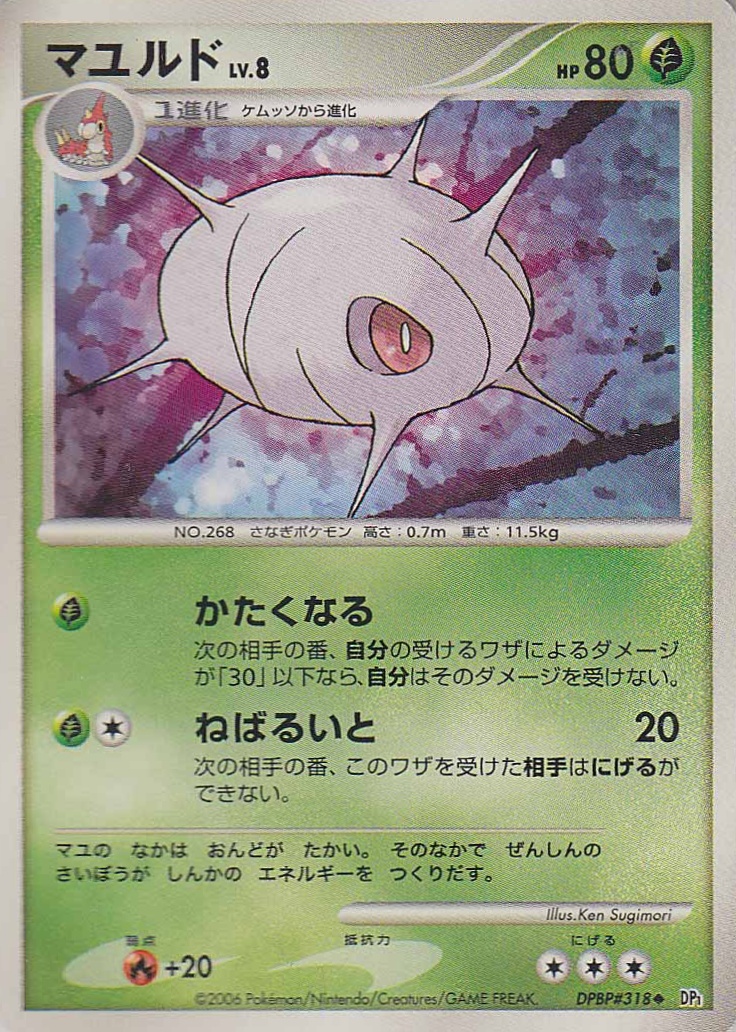 マユルド LV.8 HP 80
1進化 ケムッソから進化
NO.268 さなぎポケモン 高さ:0.7m 重さ:11.5kg
かたくなる
次の相手の番、自分の受けるワザによるダメージ
が「30」以下なら、自分はそのダメージを受けない。
ねばるいと 20
次の相手の番、このワザを受けた相手はにげるが
できない。
マユの なかは おんどが たかい。 そのなかで ぜんしんの
さいぼうが しんかの エネルギーを つくりだす。
Illus.Ken Sugimori
弱点 抵抗力 にげる
+20
©2006 Pokémon/Nintendo/Creatures/GAME FREAK. DPBP#318◆ DP1